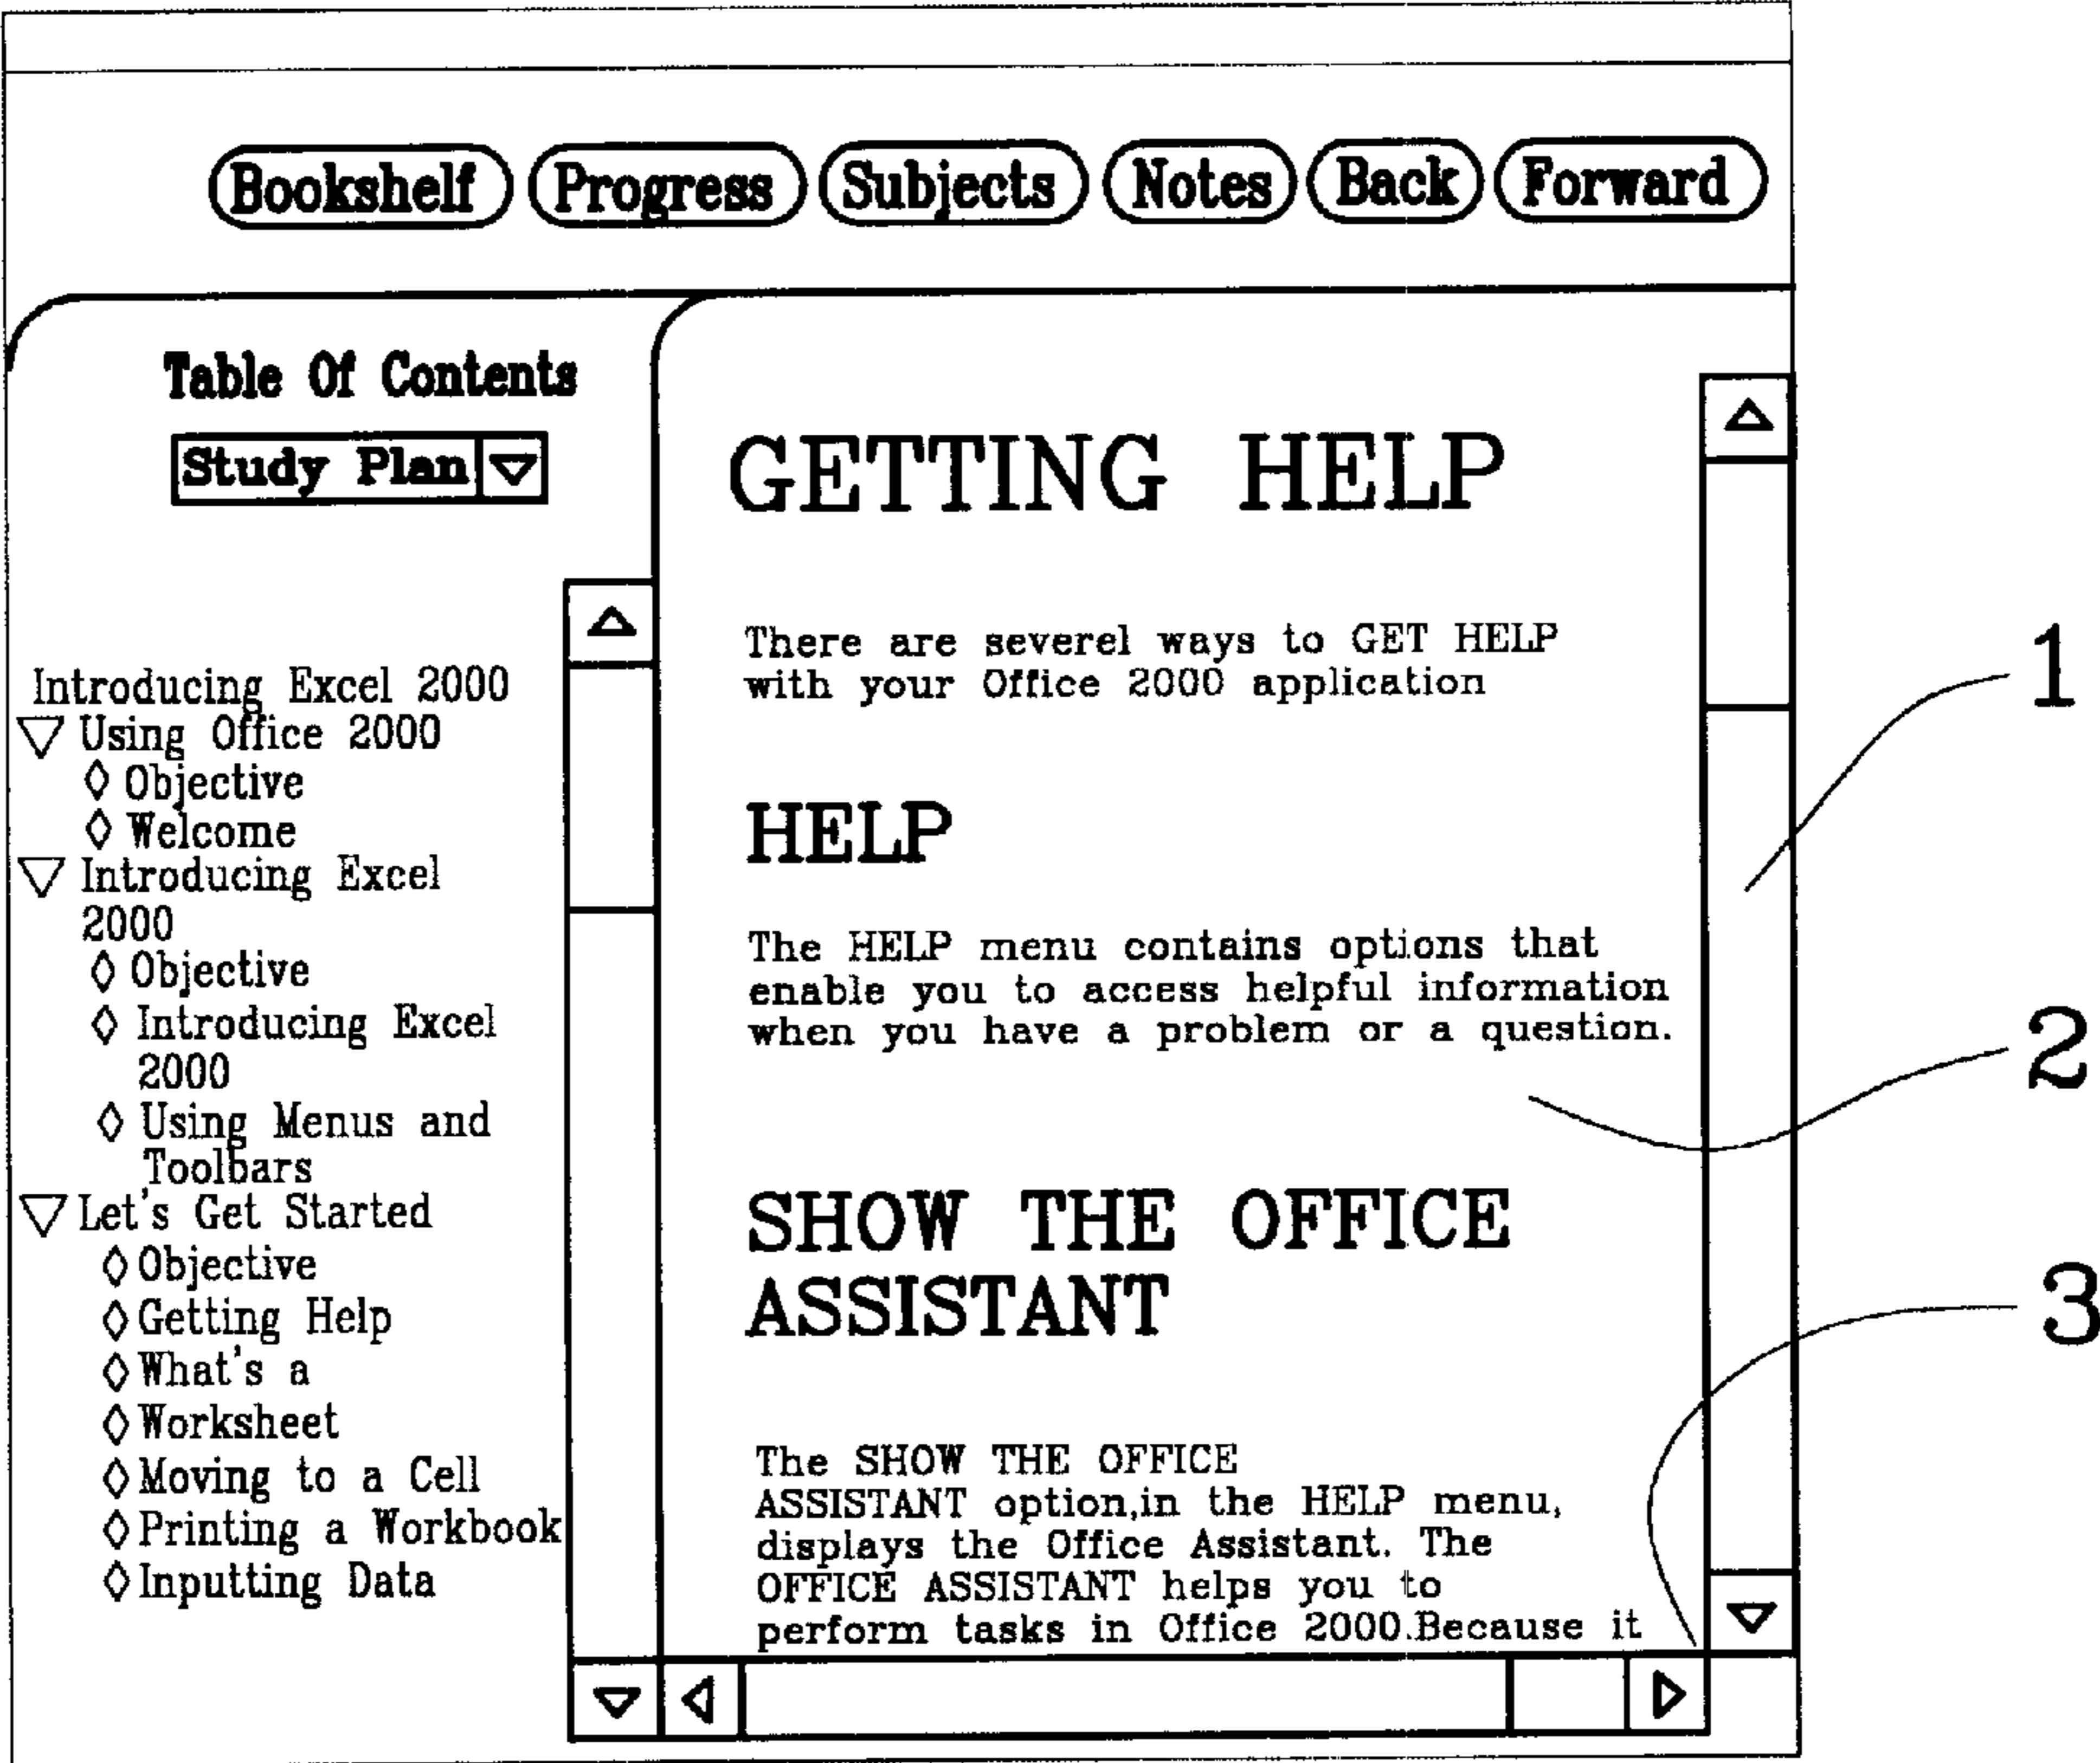 Bookshelf Progress Subjects Notes Back Forward
Table Of Contents
Study Plan
Introducing Excel 2000
Using Office 2000
Objective
Welcome
Introducing Excel
2000
Objective
Introducing Excel
2000
Using Menus and
Toolbars
Let's Get Started
Objective
Getting Help
What's a
Worksheet
Moving to a Cell
Printing a Workbook
Inputting Data
GETTING HELP
There are severel ways to GET HELP
with your Office 2000 application
HELP
The HELP menu contains options that
enable you to access helpful information
when you have a problem or a question.
SHOW THE OFFICE
ASSISTANT
The SHOW THE OFFICE
ASSISTANT option,in the HELP menu,
displays the Office Assistant. The
OFFICE ASSISTANT helps you to
perform tasks in Office 2000.Because it
1
2
3